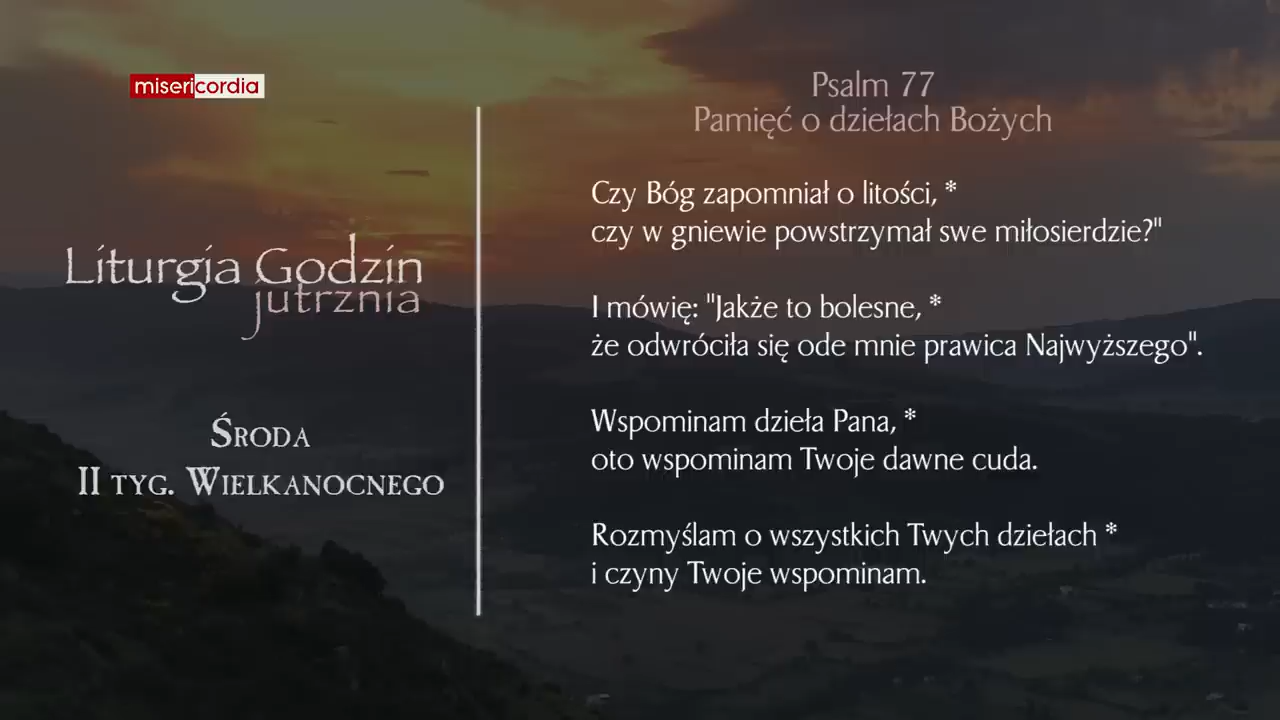 misericordia
Liturgia Godzin
jutrznia
Środa
II tyg. Wielkanocnego
Psalm 77
Pamięć o dziełach Bożych
Czy Bóg zapomniał o litości, *
czy w gniewie powstrzymał swe miłosierdzie?"
I mówię: "Jakże to bolesne, *
że odwróciła się ode mnie prawica Najwyższego".
Wspominam dzieła Pana, *
oto wspominam Twoje dawne cuda.
Rozmyślam o wszystkich Twych dziełach *
i czyny Twoje wspominam.